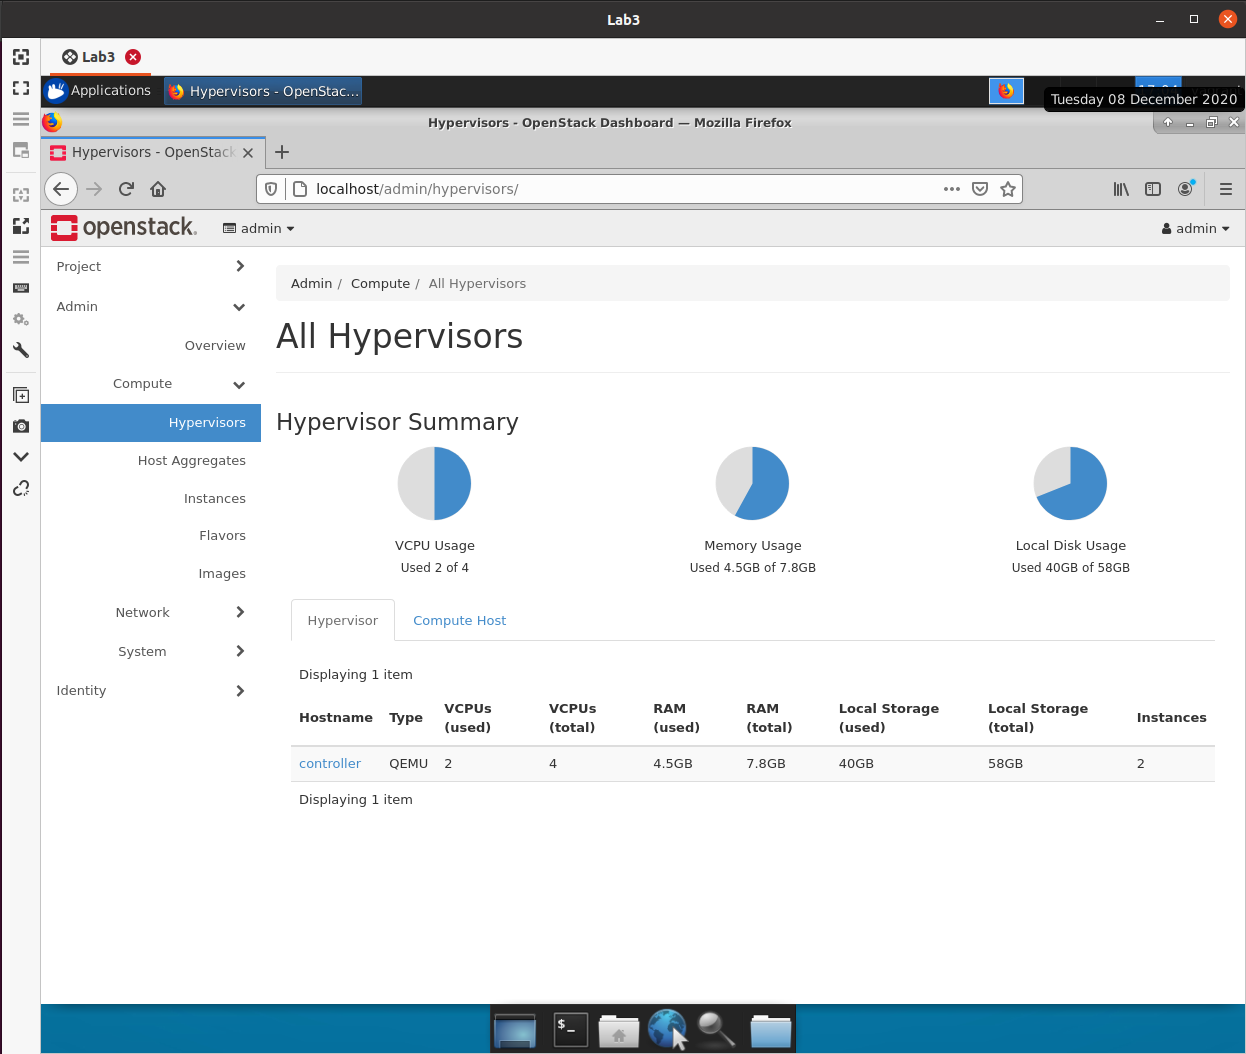 Lab3
Lab3
Applications
Hypervisors - OpenStac...
Tuesday 08 December 2020
Hypervisors - OpenStack Dashboard — Mozilla Firefox
Hypervisors - OpenStack
localhost/admin/hypervisors/
openstack.
admin
admin
Project
Admin
Overview
Compute
Hypervisors
Host Aggregates
Instances
Flavors
Images
Network
System
Identity
Admin / Compute / All Hypervisors
All Hypervisors
Hypervisor Summary
VCPU Usage
Used 2 of 4
Memory Usage
Used 4.5GB of 7.8GB
Local Disk Usage
Used 40GB of 58GB
Hypervisor
Compute Host
Displaying 1 item
Hostname Type VCPUs (used) VCPUs (total) RAM (used) RAM (total) Local Storage (used) Local Storage (total) Instances
controller QEMU 2 4 4.5GB 7.8GB 40GB 58GB 2
Displaying 1 item
$_